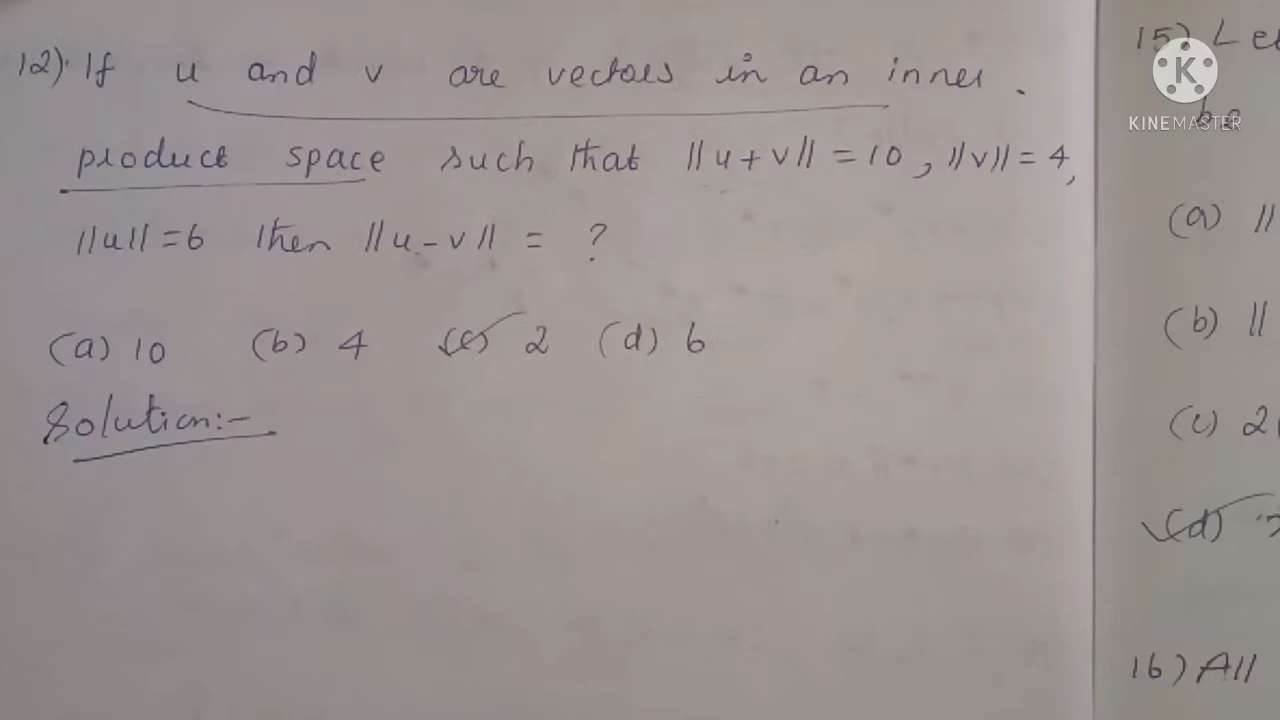 12). If u and v are vectors in an inner.
product space such that ||u+v|| = 10, ||v|| = 4,
||u|| = 6 then ||u-v|| = ?
(a) 10 (b) 4 (c) 2 (d) 6
Solution:-
15) Le
be
(a) ||
(b) ||
(c) 2
(d)
16) All
K
KINEMASTER